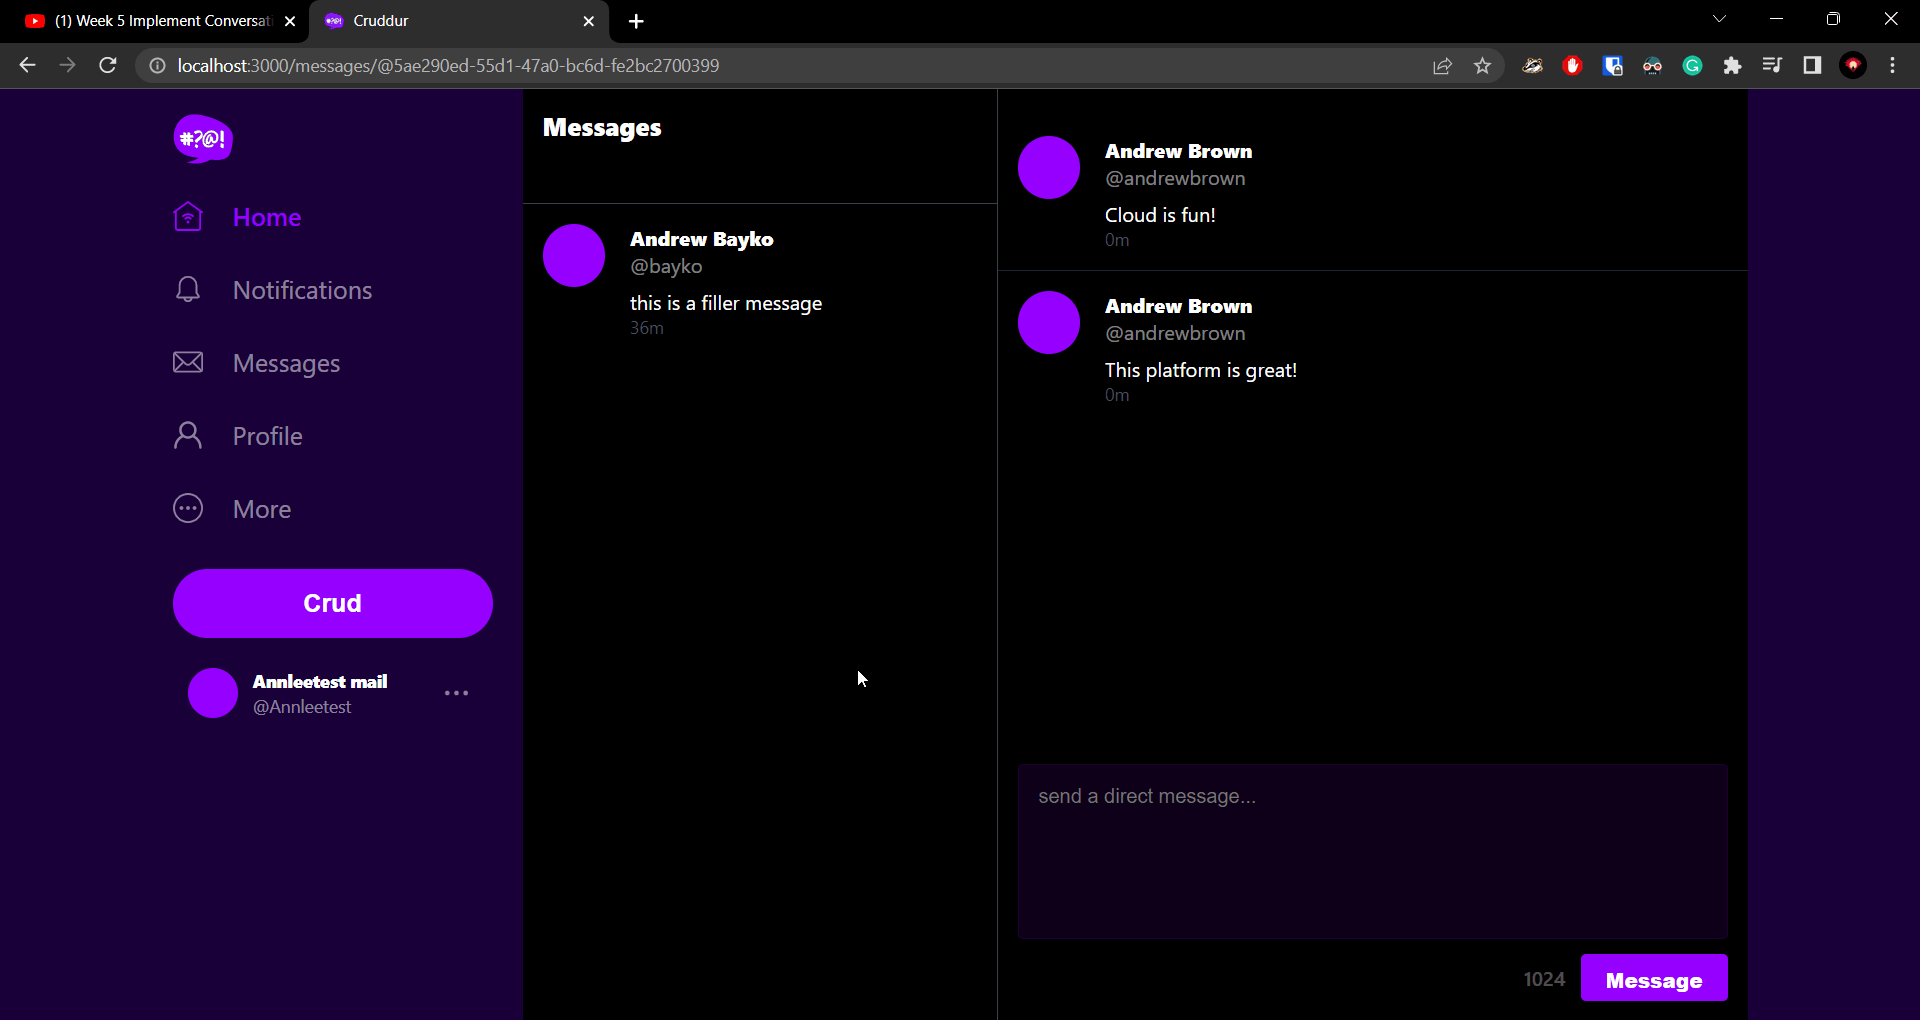 (1) Week 5 Implement Conversati
Cruddur
localhost:3000/messages/@5ae290ed-55d1-47a0-bc6d-fe2bc2700399
#?@!
Home
Notifications
Messages
Profile
More
Crud
Annleetest mail
@Annleetest
Messages
Andrew Bayko
@bayko
this is a filler message
36m
Andrew Brown
@andrewbrown
Cloud is fun!
0m
Andrew Brown
@andrewbrown
This platform is great!
0m
send a direct message...
1024
Message